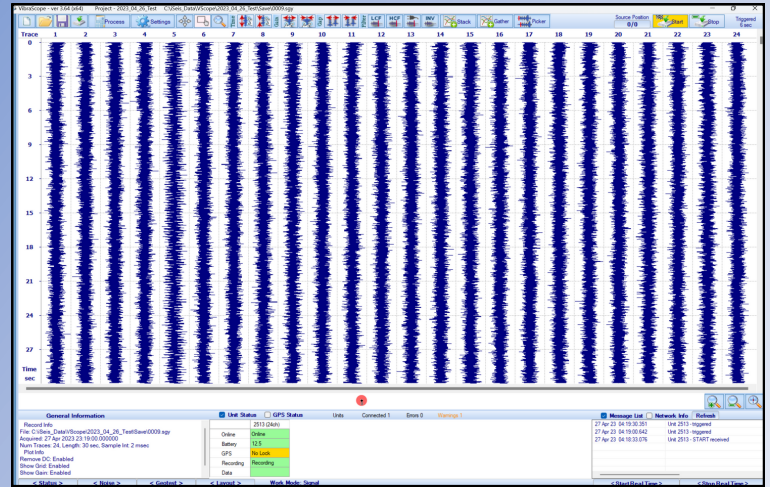 VibraScope - ver 3.64 (x64) Project - 2023_04_26_Test C:\Seis_Data\VScope\2023_04_26_Test\Save\0009.sgy
Process Settings Time Gain LCF HCF INV Stack Gather Picker Source Position 0/0 Start Stop Triggered 0 sec
Trace 1 2 3 4 5 6 7 8 9 10 11 12 13 14 15 16 17 18 19 20 21 22 23 24
0
3
6
9
12
15
18
21
24
27
Time
sec
General Information
Record Info
File: C:\Seis_Data\VScope\2023_04_26_Test\Save\0009.sgy
Acquired: 27 Apr 2023 23:19:00.000000
Num Traces: 24, Length: 30 sec, Sample Int: 2 msec
Plot Info
Remove DC: Enabled
Show Grid: Enabled
Show Gain: Enabled
Unit Status GPS Status Units Connected 1 Errors 0 Warnings 1
2513 (24ch)
Online Online
Battery 12.5
GPS No Lock
Recording Recording
Data
Message List Network Info Refresh
27 Apr 23 04:19:30.351 Unit 2513 - triggered
27 Apr 23 04:19:00.642 Unit 2513 - triggered
27 Apr 23 04:18:33.076 Unit 2513 - START received
< Status > < Noise > < Geotest > < Layout > Work Mode: Signal < Start Real Time > < Stop Real Time >